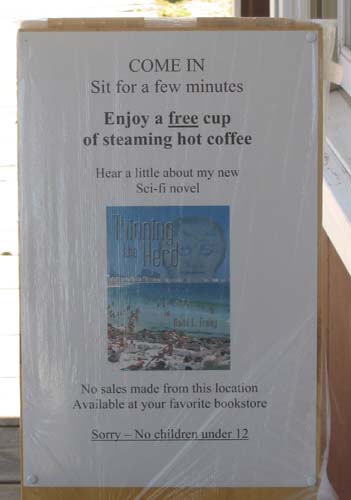 COME IN
Sit for a few minutes
Enjoy a free cup
of steaming hot coffee
Hear a little about my new
Sci-fi novel
Thinning
the Herd
No sales made from this location
Available at your favorite bookstore
Sorry – No children under 12